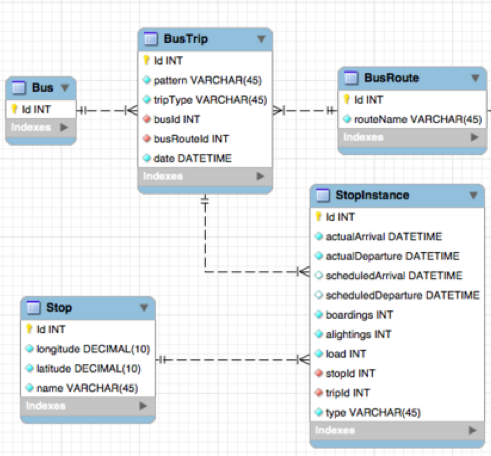 BusTrip
Id INT
pattern VARCHAR(45)
tripType VARCHAR(45)
busId INT
busRouteId INT
date DATETIME
Indexes
Bus
Id INT
Indexes
BusRoute
Id INT
routeName VARCHAR(45)
Indexes
StopInstance
Id INT
actualArrival DATETIME
actualDeparture DATETIME
scheduledArrival DATETIME
scheduledDeparture DATETIME
boardings INT
alightings INT
load INT
stopId INT
tripId INT
type VARCHAR(45)
Indexes
Stop
Id INT
longitude DECIMAL(10)
latitude DECIMAL(10)
name VARCHAR(45)
Indexes